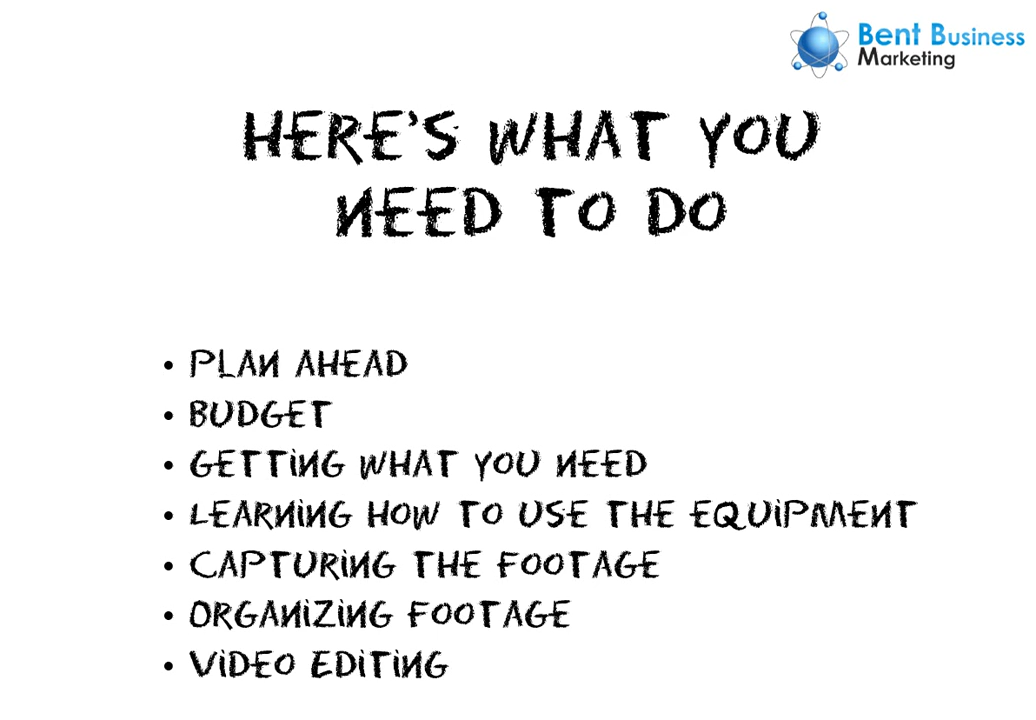 Bent Business
Marketing
HERE'S WHAT YOU
NEED TO DO
• PLAN AHEAD
• BUDGET
• GETTING WHAT YOU NEED
• LEARNING HOW TO USE THE EQUIPMENT
• CAPTURING THE FOOTAGE
• ORGANIZING FOOTAGE
• VIDEO EDITING